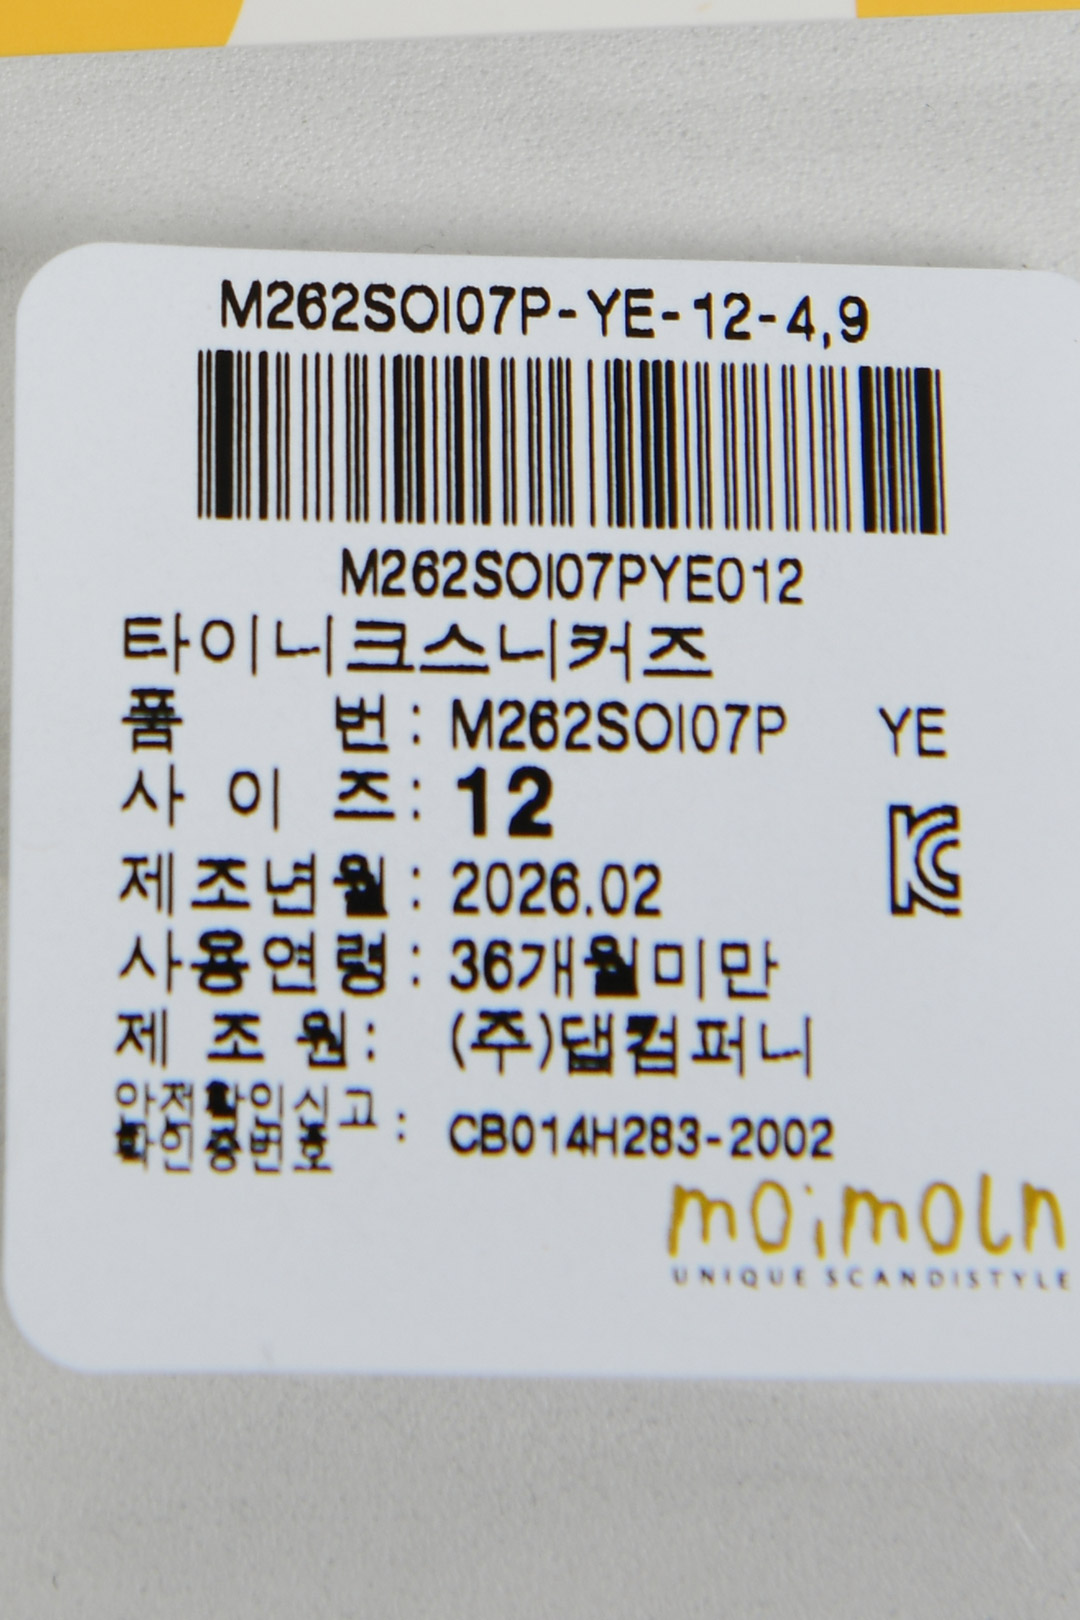 M262SOI07P-YE-12-4,9
M262SOI07PYE012
타이니크스니커즈
품 번 : M262SOI07P YE
사 이 즈 : 12
제조년월 : 2026.02
사용연령 : 36개월미만
제 조 원 : (주)댑컴퍼니
안전확인신고
확인증번호 : CB014H283-2002
moimoln
UNIQUE SCANDISTYLE